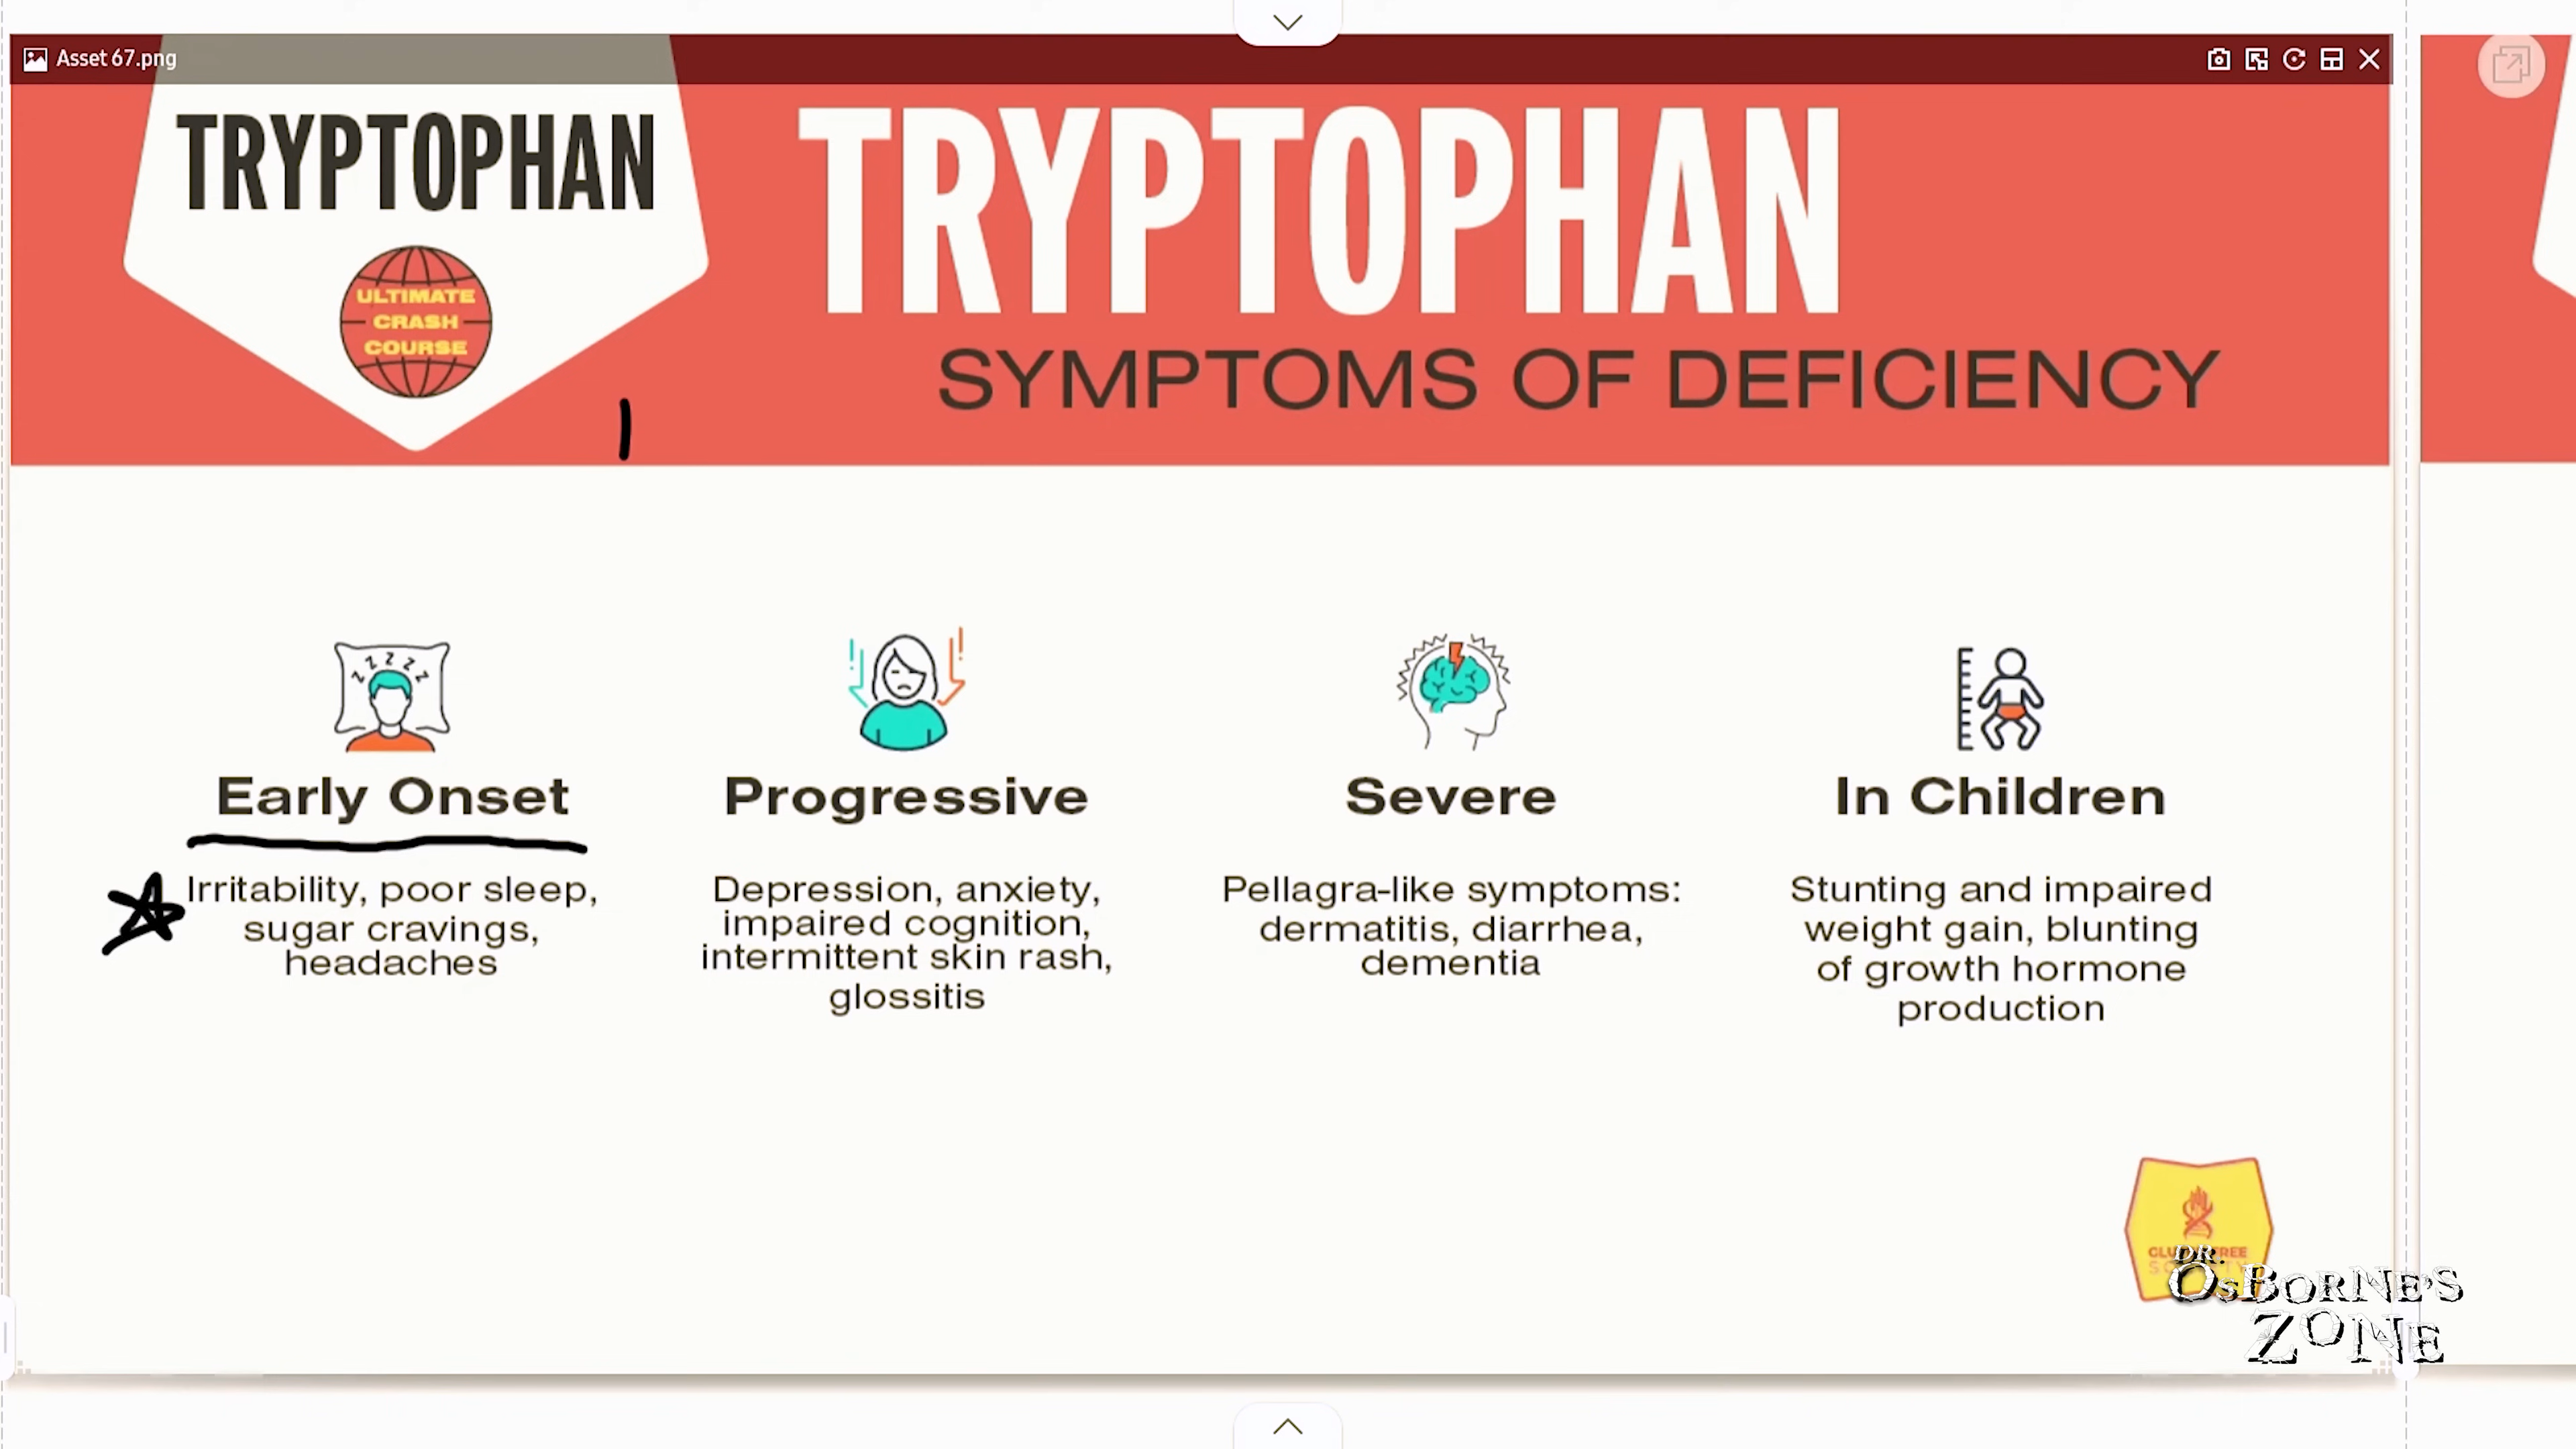 Asset 67.png
TRYPTOPHAN
ULTIMATE
CRASH
COURSE
TRYPTOPHAN
SYMPTOMS OF DEFICIENCY
z z z z z
Early Onset
Irritability, poor sleep,
sugar cravings,
headaches
Progressive
Depression, anxiety,
impaired cognition,
intermittent skin rash,
glossitis
Severe
Pellagra-like symptoms:
dermatitis, diarrhea,
dementia
In Children
Stunting and impaired
weight gain, blunting
of growth hormone
production
DR.
OSBORNE'S
ZONE